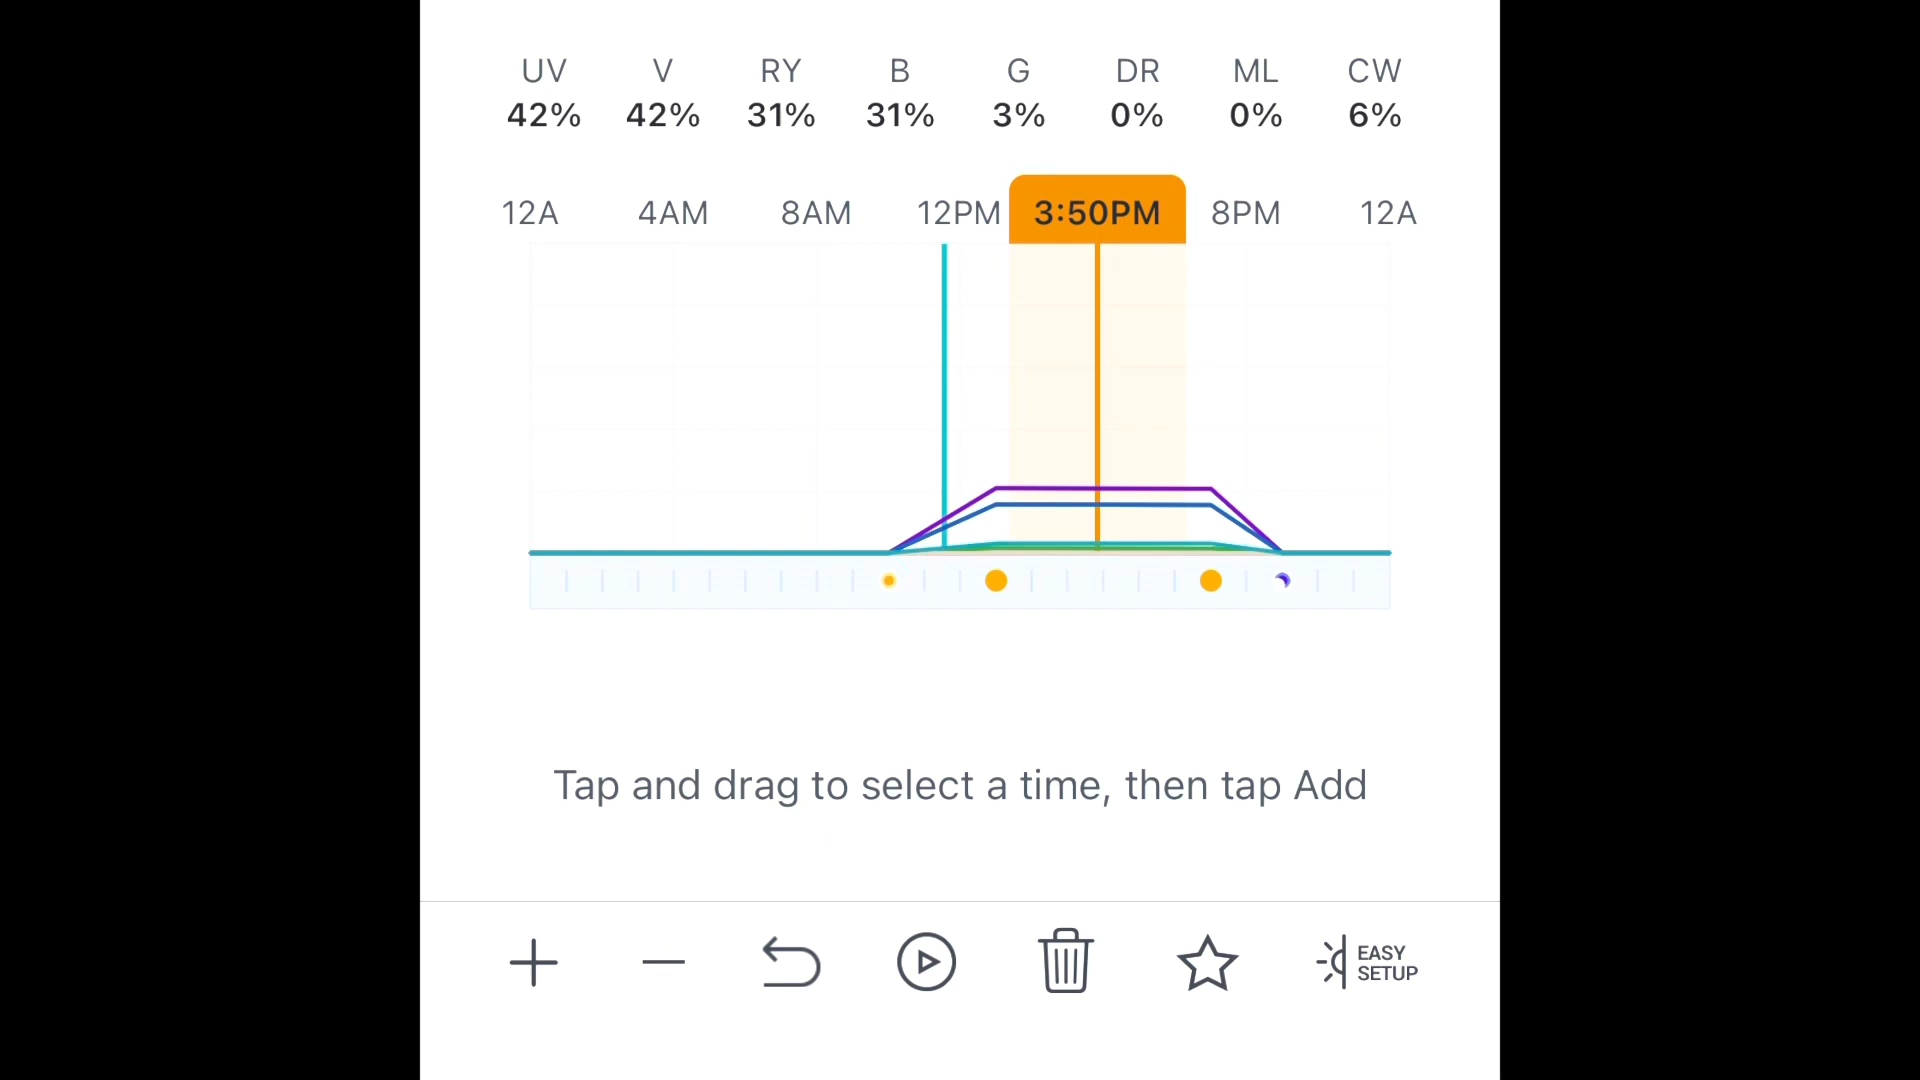 UV V RY B G DR ML CW
42% 42% 31% 31% 3% 0% 0% 6%
12A 4AM 8AM 12PM 3:50PM 8PM 12A
Tap and drag to select a time, then tap Add
EASY
SETUP